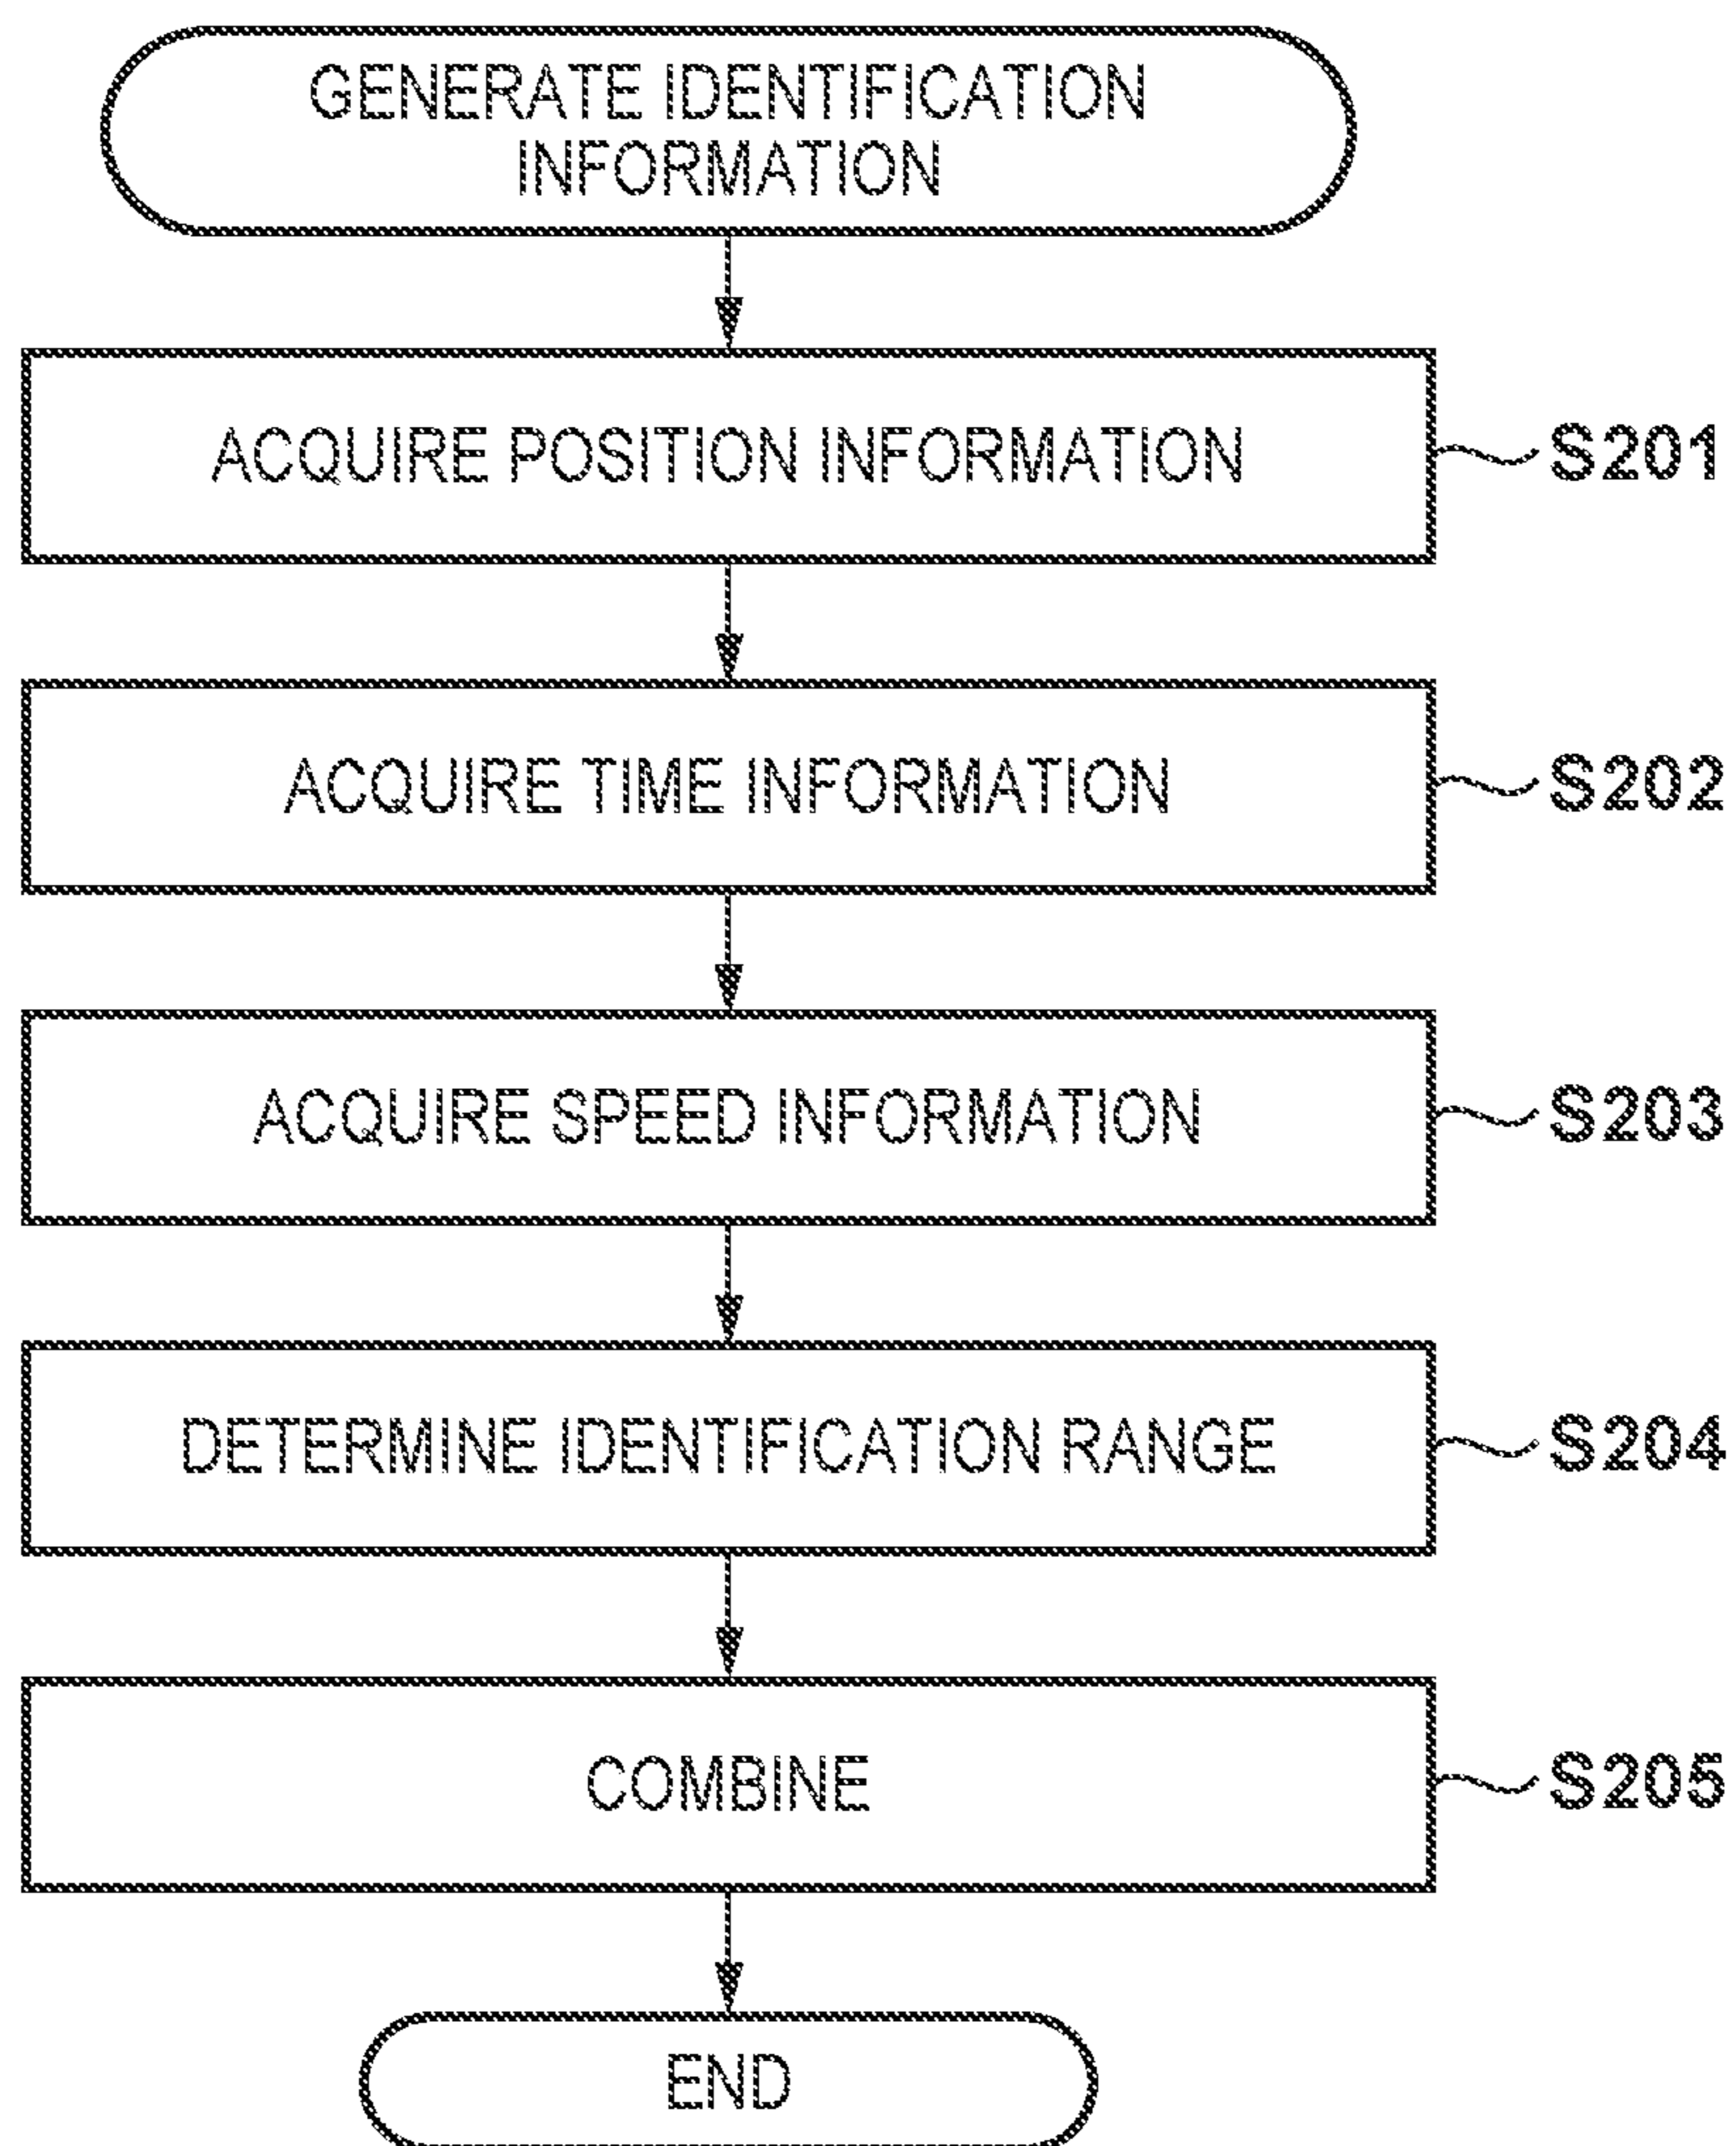 GENERATE IDENTIFICATION
INFORMATION
ACQUIRE POSITION INFORMATION
S201
ACQUIRE TIME INFORMATION
S202
ACQUIRE SPEED INFORMATION
S203
DETERMINE IDENTIFICATION RANGE
S204
COMBINE
S205
END